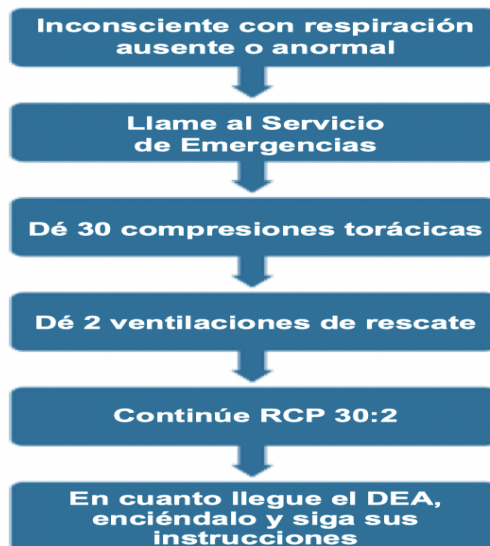 Inconsciente con respiración
ausente o anormal
Llame al Servicio
de Emergencias
Dé 30 compresiones torácicas
Dé 2 ventilaciones de rescate
Continúe RCP 30:2
En cuanto llegue el DEA,
enciéndalo y siga sus
instrucciones